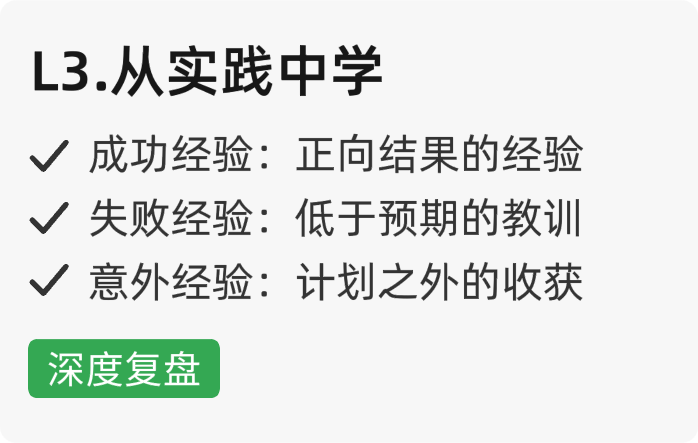 L3.从实践中学
成功经验：正向结果的经验
失败经验：低于预期的教训
意外经验：计划之外的收获
深度复盘